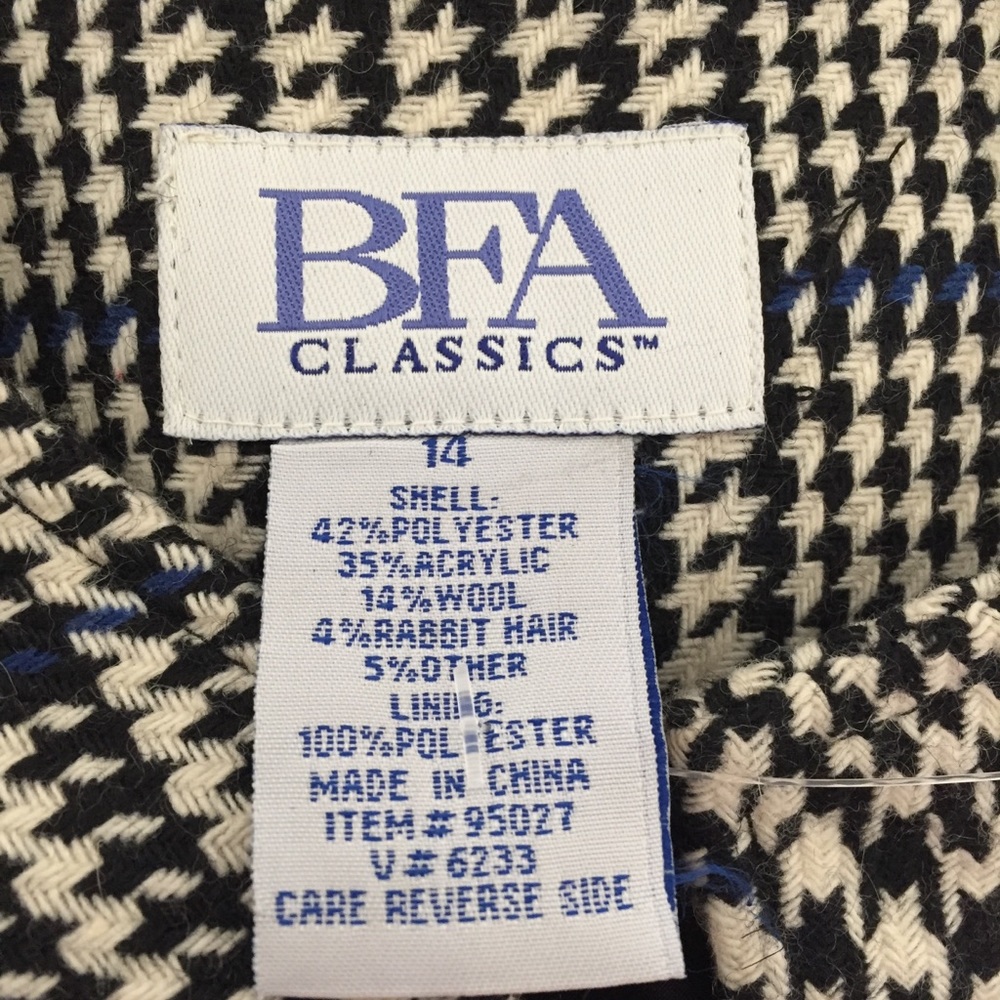 BFA
CLASSICS™
14
SHELL:
42%POLYESTER
35%ACRYLIC
14%WOOL
4%RABBIT HAIR
5%OTHER
LINING:
100%POLYESTER
MADE IN CHINA
ITEM#95027
V#6233
CARE REVERSE SIDE